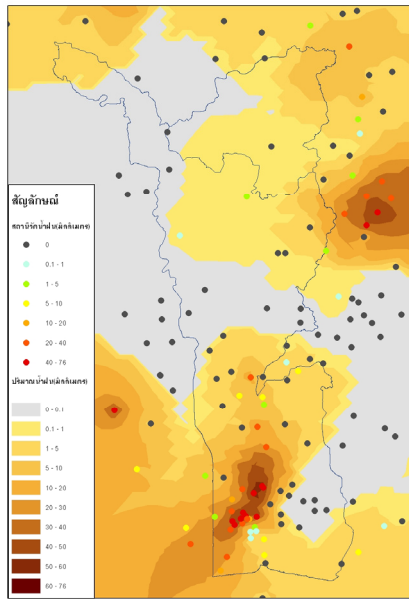 สัญลักษณ์
สถานีวัดน้ำฝน(มิลลิเมตร)
0
0.1 - 1
1 - 5
5 - 10
10 - 20
20 - 40
40 - 76
ปริมาณน้ำฝน(มิลลิเมตร)
0 - 0.1
0.1 - 1
1 - 5
5 - 10
10 - 20
20 - 30
30 - 40
40 - 50
50 - 60
60 - 76